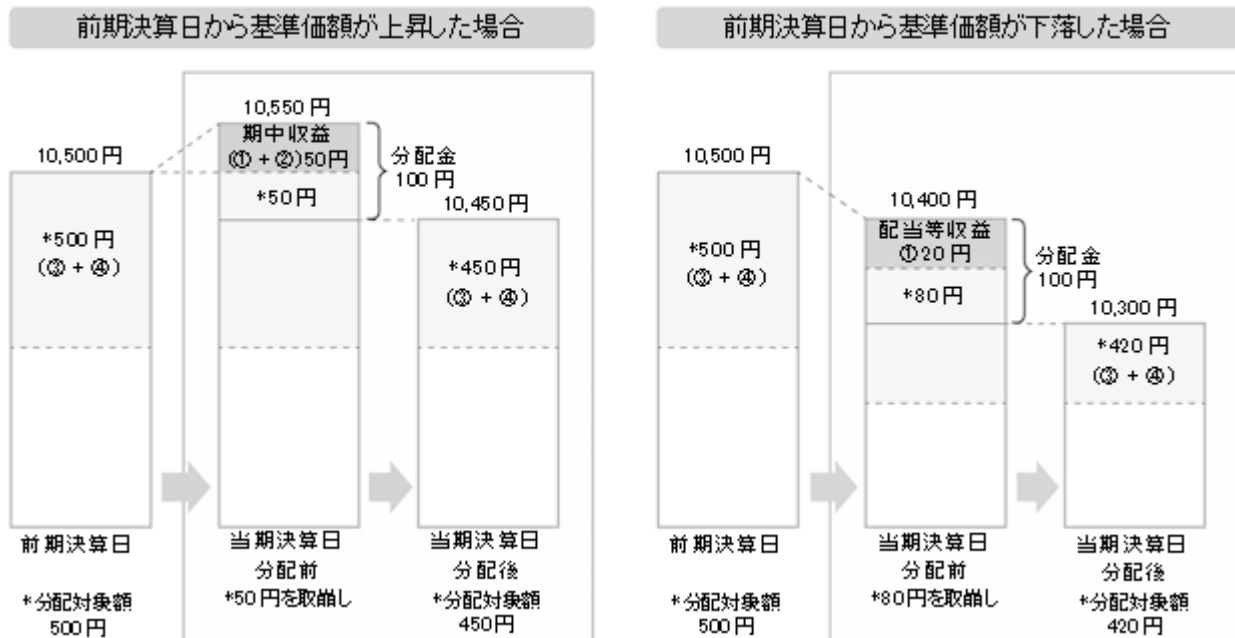 前期決算日から基準価額が上昇した場合
10,500円
*500円
(③ + ④)
10,550円
期中収益
(① + ②)50円
*50円
分配金
100円
10,450円
*450円
(③ + ④)
前期決算日
*分配対象額
500円
当期決算日
分配前
*50円を取崩し
当期決算日
分配後
*分配対象額
450円
前期決算日から基準価額が下落した場合
10,500円
*500円
(③ + ④)
10,400円
配当等収益
①20円
*80円
分配金
100円
10,300円
*420円
(③ + ④)
前期決算日
*分配対象額
500円
当期決算日
分配前
*80円を取崩し
当期決算日
分配後
*分配対象額
420円